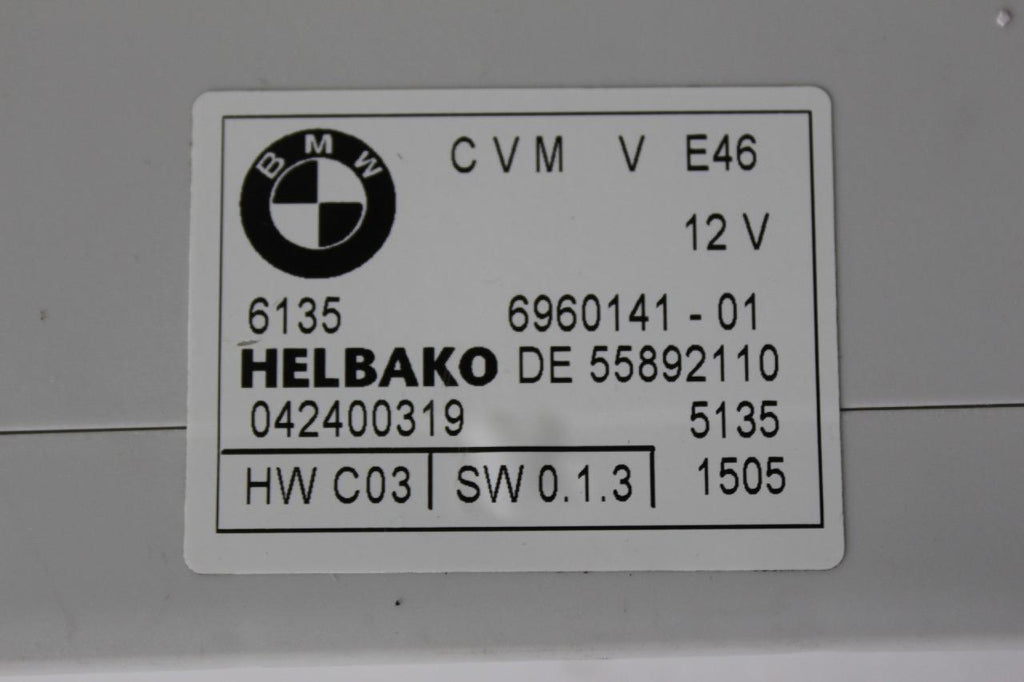 BMW
CVM V E46
12 V
6135 6960141 - 01
HELBAKO DE 55892110
042400319 5135
HW C03 SW 0.1.3 1505